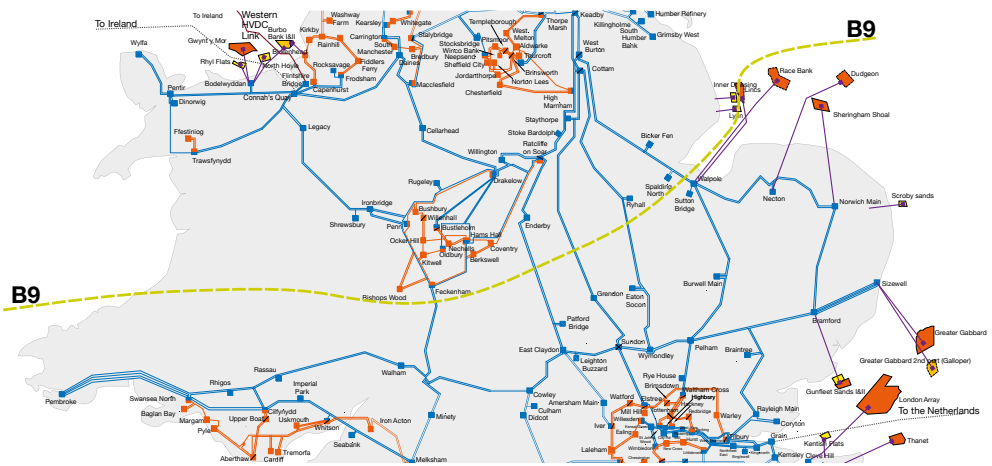 To Ireland
To Ireland
Western
HVDC
Link
Burbo
Bank I&II
Gwynt y Mor
Rhyl Flats
North Hoyle
Bodelwyddan
Flintshire
Bridge
Connah's Quay
Wylfa
Pentir
Dinorwig
Ffestiniog
Trawsfynydd
Legacy
Kirkby
Washway
Farm
Rainhill
Kearsley
Whitegate
Carrington
South
Manchester
Daines
Stalybridge
Bredbury
Fiddlers
Ferry
Rocksavage
Frodsham
Capenhurst
Macclesfield
Cellarhead
Templeborough
Pitsmoor
West
Melton
Aldwarke
Thurcroft
Stocksbridge
Wincobank
Neepsend
Sheffield City
Jordanthorpe
Brinsworth
Norton Lees
Chesterfield
High
Marnham
Thorpe
Marsh
Keadby
Killingholme
South
Humber
Bank
Humber Refinery
Grimsby West
West
Burton
Cottam
Staythorpe
Stoke Bardolph
Ratcliffe
on Soar
Willington
Drakelow
Rugeley
Ironbridge
Shrewsbury
Penn
Bushbury
Willenhall
Bustleholm
Ocker Hill
Hams Hall
Nechells
Oldbury
Coventry
Berkswell
Kitwell
Bishops Wood
Feckenham
Enderby
Bicker Fen
Spalding
North
Sutton
Bridge
Walpole
Ryhall
B9
Race Bank
Dudgeon
Inner Dowsing
Lincs
Lynn
Sheringham Shoal
Necton
Norwich Main
Scroby sands
B9
Grendon
Eaton
Socon
Burwell Main
Sizewell
Bramford
Patford
Bridge
East Claydon
Leighton
Buzzard
Sundon
Wymondley
Pelham
Braintree
Greater Gabbard
Greater Gabbard 2nd part (Galloper)
Gunfleet Sands I&II
London Array
To the Netherlands
Kentish Flats
Thanet
Pembroke
Swansea North
Baglan Bay
Margam
Pyle
Rhigos
Rassau
Imperial
Park
Upper Boat
Cilfynydd
Uskmouth
Whitson
Iron Acton
Seabank
Aberthaw
Cardiff
Tremorfa
Walham
Minety
Melksham
Cowley
Culham
Didcot
Amersham Main
Watford
Elstree
Rye House
Brimsdown
Waltham Cross
Highbury
Hackney
Tottenham
Redbridge
Mill Hill
Willesden
Iver
Ealing
Laleham
Wimbledon
Warley
Tilbury
Rayleigh Main
Coryton
Grain
Kemsley
Cleve Hill